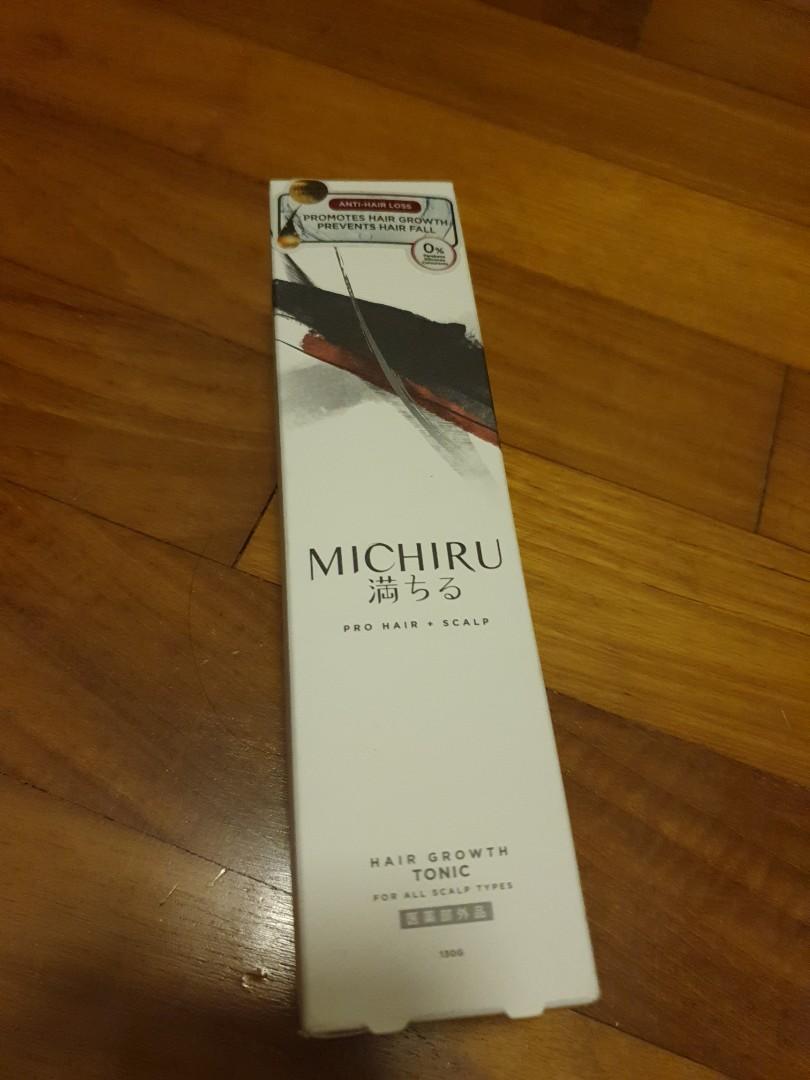 ANTI-HAIR LOSS
PROMOTES HAIR GROWTH
PREVENTS HAIR FALL
0%
MICHIRU
満ちる
PRO HAIR + SCALP
HAIR GROWTH
TONIC
FOR ALL SCALP TYPES
医薬部外品
130G